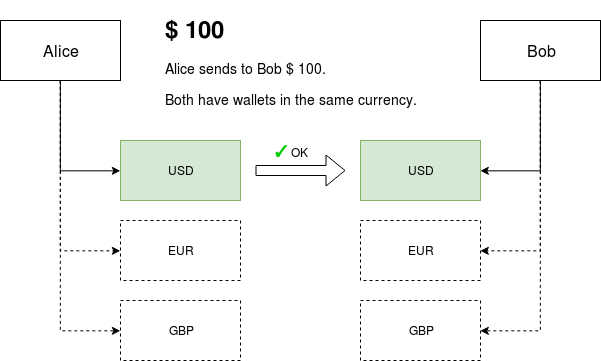 $ 100
Alice
Bob
Alice sends to Bob $ 100.
Both have wallets in the same currency.
✓ OK
USD
USD
EUR
EUR
GBP
GBP